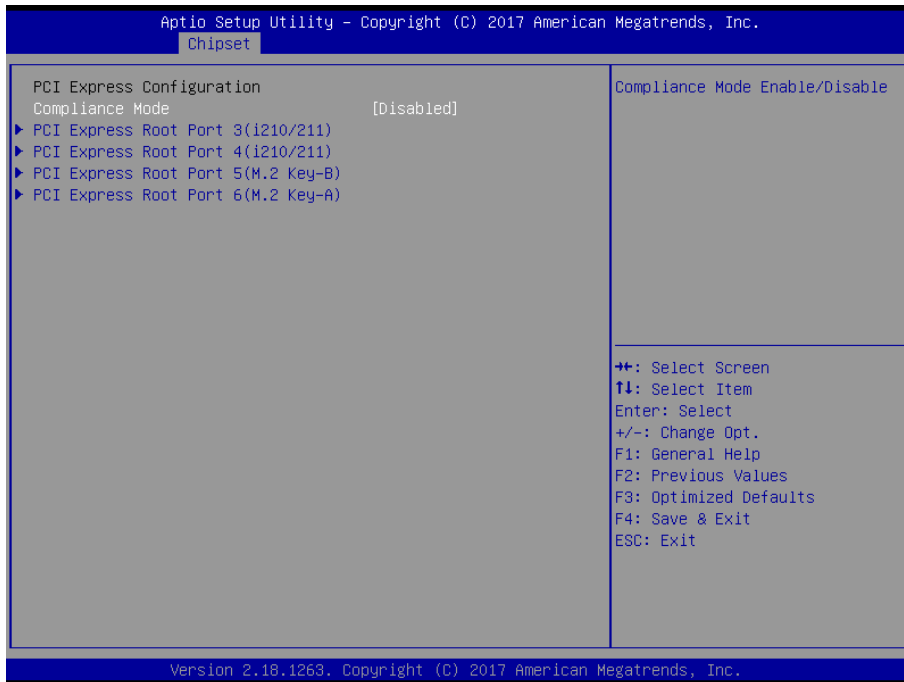 Aptio Setup Utility – Copyright (C) 2017 American Megatrends, Inc.
Chipset
PCI Express Configuration
Compliance Mode [Disabled]
PCI Express Root Port 3(i210/211)
PCI Express Root Port 4(i210/211)
PCI Express Root Port 5(M.2 Key-B)
PCI Express Root Port 6(M.2 Key-A)
Compliance Mode Enable/Disable
→←: Select Screen
↑↓: Select Item
Enter: Select
+/-: Change Opt.
F1: General Help
F2: Previous Values
F3: Optimized Defaults
F4: Save & Exit
ESC: Exit
Version 2.18.1263. Copyright (C) 2017 American Megatrends, Inc.